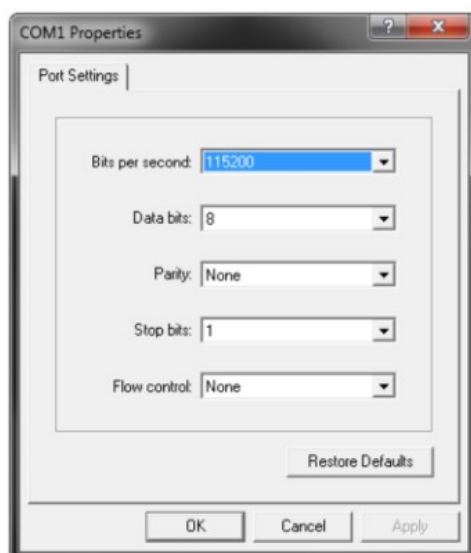 COM1 Properties
Port Settings
Bits per second: 115200
Data bits: 8
Parity: None
Stop bits: 1
Flow control: None
Restore Defaults
OK Cancel Apply